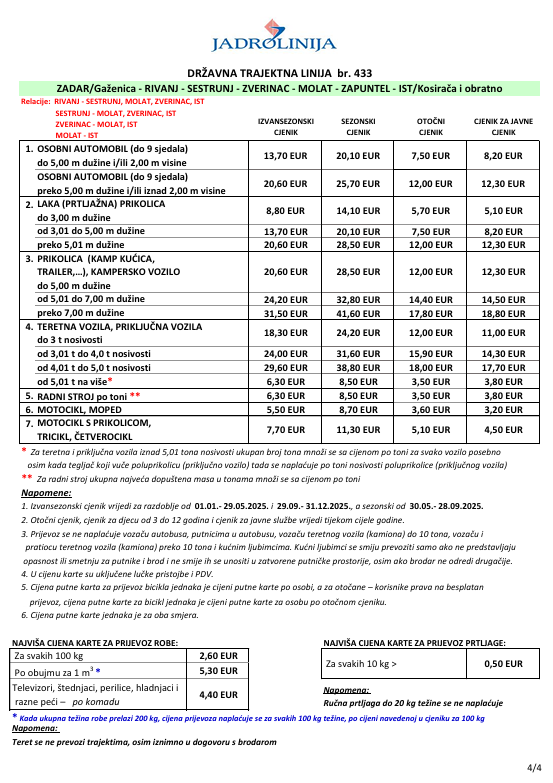 JADROLINIJA
DRŽAVNA TRAJEKTNA LINIJA br. 433
ZADAR/Gaženica - RIVANJ - SESTRUNJ - ZVERINAC - MOLAT - ZAPUNTEL - IST/Kosirača i obratno
Relacije: RIVANJ - SESTRUNJ, MOLAT, ZVERINAC, IST
SESTRUNJ - MOLAT, ZVERINAC, IST
ZVERINAC - MOLAT, IST
MOLAT - IST
IZVANSEZONSKI CJENIK
SEZONSKI CJENIK
OTOČNI CJENIK
CJENIK ZA JAVNE SLUŽBE
1. OSOBNI AUTOMOBIL (do 9 sjedala)
do 5,00 m dužine i/ili 2,00 m visine
13,70 EUR 20,10 EUR 7,50 EUR 8,20 EUR
OSOBNI AUTOMOBIL (do 9 sjedala)
preko 5,00 m dužine i/ili iznad 2,00 m visine
20,60 EUR 25,70 EUR 12,00 EUR 12,30 EUR
2. LAKA (PRTLJAŽNA) PRIKOLICA
do 3,00 m dužine
8,80 EUR 14,10 EUR 5,70 EUR 5,10 EUR
od 3,01 do 5,00 m dužine 13,70 EUR 20,10 EUR 7,50 EUR 8,20 EUR
preko 5,01 m dužine 20,60 EUR 28,50 EUR 12,00 EUR 12,30 EUR
3. PRIKOLICA (KAMP KUĆICA,
TRAILER,...), KAMPERSKO VOZILO
do 5,00 m dužine
20,60 EUR 28,50 EUR 12,00 EUR 12,30 EUR
od 5,01 do 7,00 m dužine 24,20 EUR 32,80 EUR 14,40 EUR 14,50 EUR
preko 7,00 m dužine 31,50 EUR 41,60 EUR 17,80 EUR 18,80 EUR
4. TERETNA VOZILA, PRIKLJUČNA VOZILA
do 3 t nosivosti
18,30 EUR 24,20 EUR 12,00 EUR 11,00 EUR
od 3,01 t do 4,0 t nosivosti 24,00 EUR 31,60 EUR 15,90 EUR 14,30 EUR
od 4,01 t do 5,0 t nosivosti 29,60 EUR 38,80 EUR 18,00 EUR 17,70 EUR
od 5,01 t na više* 6,30 EUR 8,50 EUR 3,50 EUR 3,80 EUR
5. RADNI STROJ po toni ** 6,30 EUR 8,50 EUR 3,50 EUR 3,80 EUR
6. MOTOCIKL, MOPED 5,50 EUR 8,70 EUR 3,60 EUR 3,20 EUR
7. MOTOCIKL S PRIKOLICOM,
TRICIKL, ČETVEROCIKL
7,70 EUR 11,30 EUR 5,10 EUR 4,50 EUR
* Za teretna i priključna vozila iznad 5,01 tona nosivosti ukupan broj tona množi se sa cijenom po toni za svako vozilo posebno
osim kada tegljač koji vuče poluprikolicu (priključno vozilo) tada se naplaćuje po toni nosivosti poluprikolice (priključnog vozila)
** Za radni stroj ukupna najveća dopuštena masa u tonama množi se sa cijenom po toni
Napomene:
1. Izvansezonski cjenik vrijedi za razdoblje od 01.01.- 29.05.2025. i 29.09.- 31.12.2025., a sezonski od 30.05.- 28.09.2025.
2. Otočni cjenik, cjenik za djecu od 3 do 12 godina i cjenik za javne službe vrijedi tijekom cijele godine.
3. Prijevoz se ne naplaćuje vozaču autobusa, putnicima u autobusu, vozaču teretnog vozila (kamiona) do 10 tona, vozaču i
pratiocu teretnog vozila (kamiona) preko 10 tona i kućnim ljubimcima. Kućni ljubimci se smiju prevoziti samo ako ne predstavljaju
opasnost ili smetnju za putnike i brod i ne smije ih se unositi u zatvorene putničke prostorije, osim ako brodar ne odredi drugačije.
4. U cijenu karte su uključene lučke pristojbe i PDV.
5. Cijena putne karte za prijevoz bicikla jednaka je cijeni putne karte po osobi, a za otočane – korisnike prava na besplatan
prijevoz, cijena putne karte za bicikl jednaka je cijeni putne karte za osobu po otočnom cjeniku.
6. Cijena putne karte jednaka je za oba smjera.
NAJVIŠA CIJENA KARTE ZA PRIJEVOZ ROBE:
Za svakih 100 kg 2,60 EUR
Po obujmu za 1 m³ * 5,30 EUR
Televizori, štednjaci, perilice, hladnjaci i
razne peći – po komadu
4,40 EUR
NAJVIŠA CIJENA KARTE ZA PRIJEVOZ PRTLJAGE:
Za svakih 10 kg > 0,50 EUR
Napomena:
Ručna prtljaga do 20 kg težine se ne naplaćuje
* Kada ukupna težina robe prelazi 200 kg, cijena prijevoza naplaćuje se za svakih 100 kg težine, po cijeni navedenoj u cjeniku za 100 kg
Napomena:
Teret se ne prevozi trajektima, osim iznimno u dogovoru s brodarom
4/4